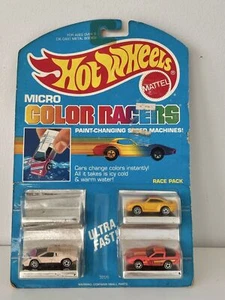 HOT WHEELS
MATTEL
MICRO
COLOR RACERS
PAINT-CHANGING SPEED MACHINES!
Cars change colors instantly!
All it takes is icy cold
& warm water!
RACE PACK
ULTRA
FAST!